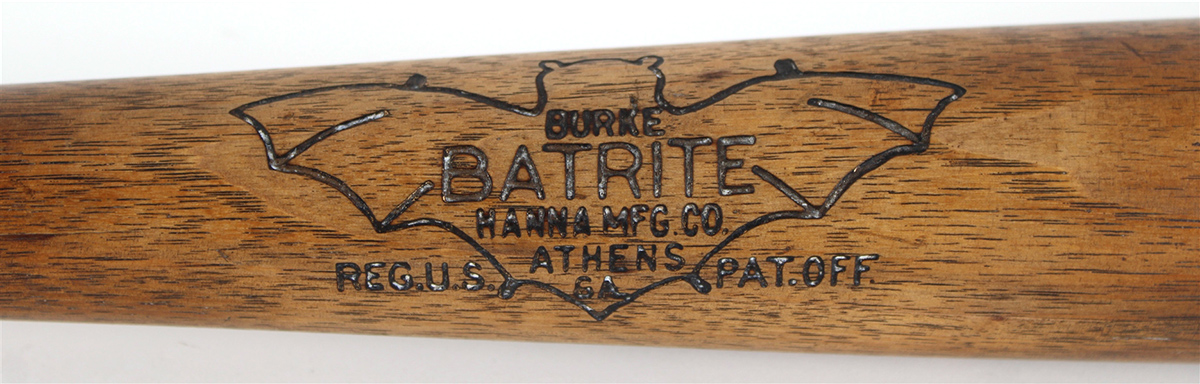 BURKE
BATRITE
HANNA MFG. CO.
ATHENS
GA
REG. U.S. PAT. OFF.